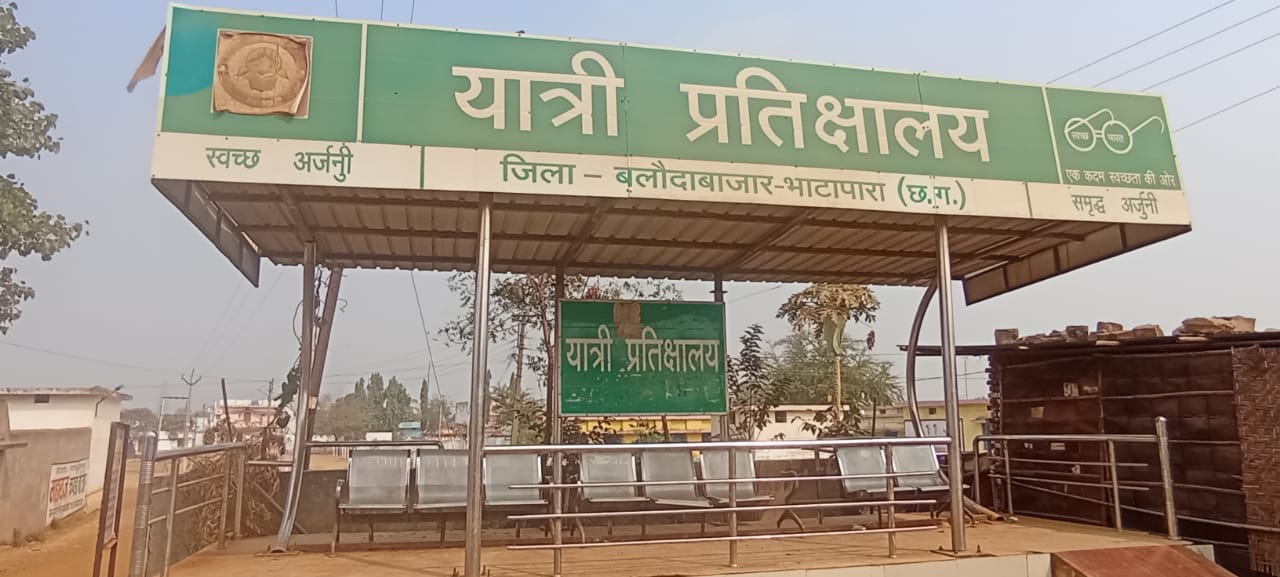 यात्री प्रतिक्षालय
स्वच्छ भारत
एक कदम स्वच्छता की ओर
स्वच्छ अर्जुनी
जिला – बलौदाबाजार-भाटापारा (छ.ग.)
समृद्ध अर्जुनी
यात्री प्रतिक्षालय